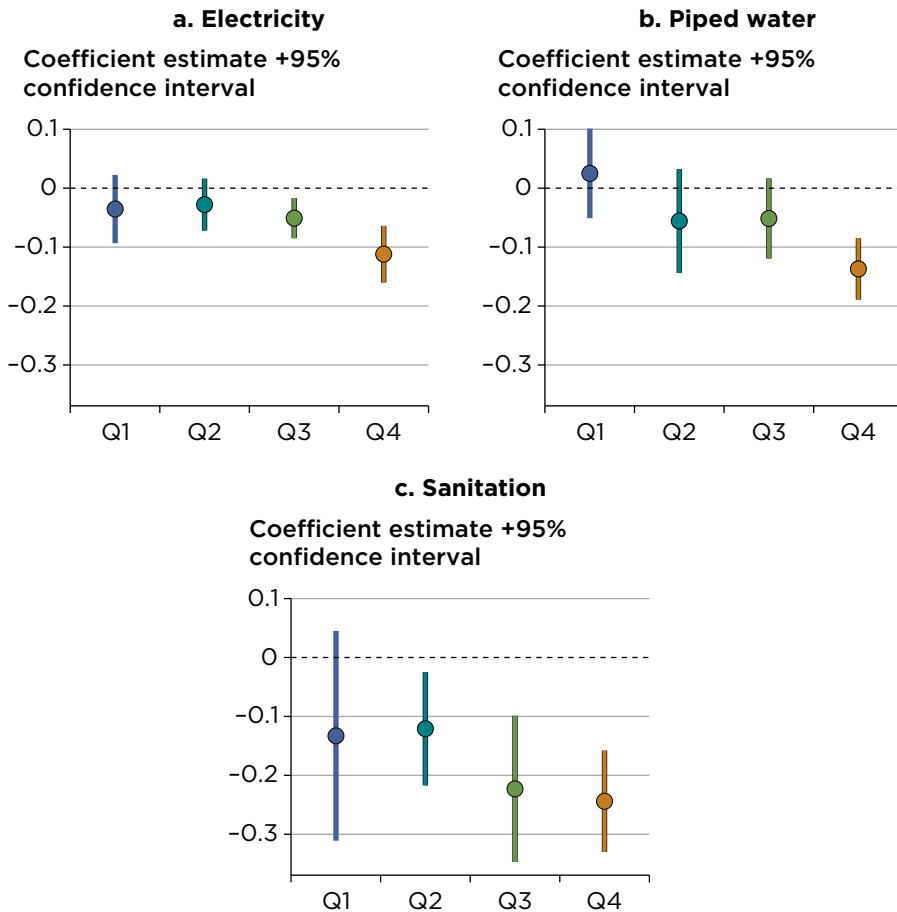 a. Electricity
Coefficient estimate +95%
confidence interval
0.1
0
−0.1
−0.2
−0.3
Q1 Q2 Q3 Q4
b. Piped water
Coefficient estimate +95%
confidence interval
0.1
0
−0.1
−0.2
−0.3
Q1 Q2 Q3 Q4
c. Sanitation
Coefficient estimate +95%
confidence interval
0.1
0
−0.1
−0.2
−0.3
Q1 Q2 Q3 Q4